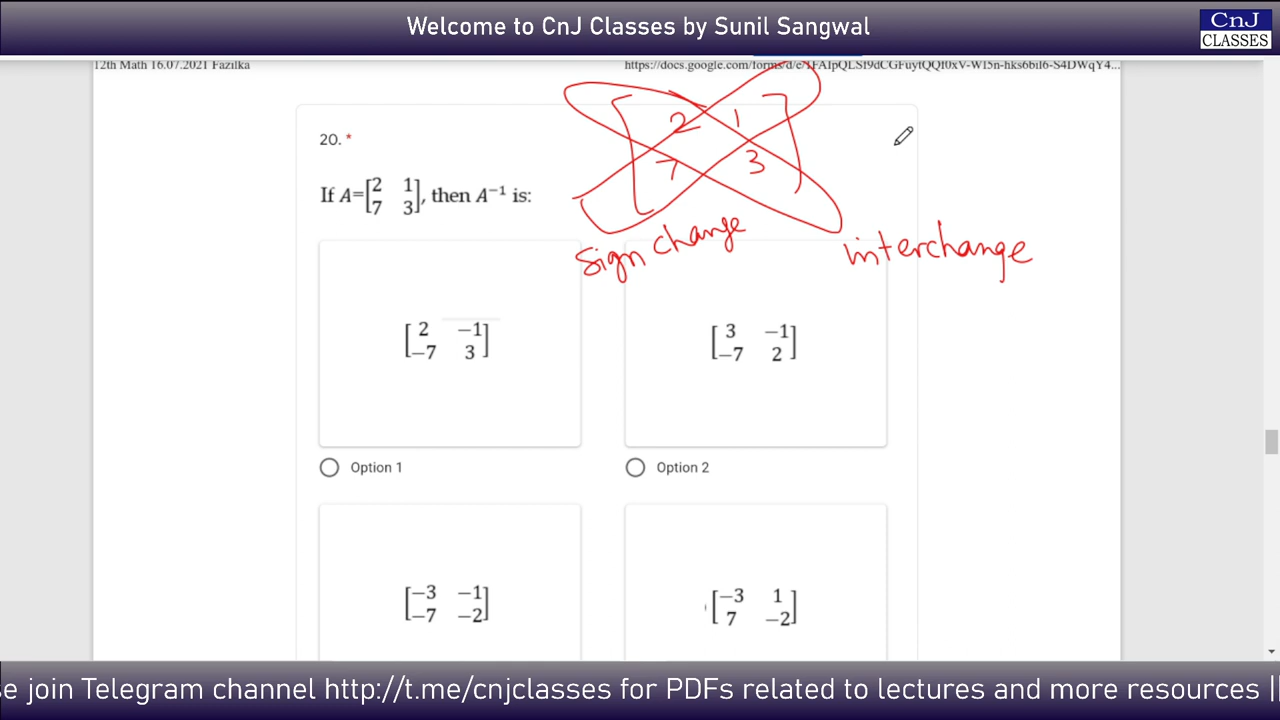 Welcome to CnJ Classes by Sunil Sangwal
CnJ
CLASSES
12th Math 16.07.2021 Fazilka
20. *
If A=[2 1
7 3], then A⁻¹ is:
2 1
7 3
sign change
interchange
[2 −1
−7 3]
[3 −1
−7 2]
Option 1
Option 2
[−3 −1
−7 −2]
[−3 1
7 −2]
se join Telegram channel http://t.me/cnjclasses for PDFs related to lectures and more resources ||